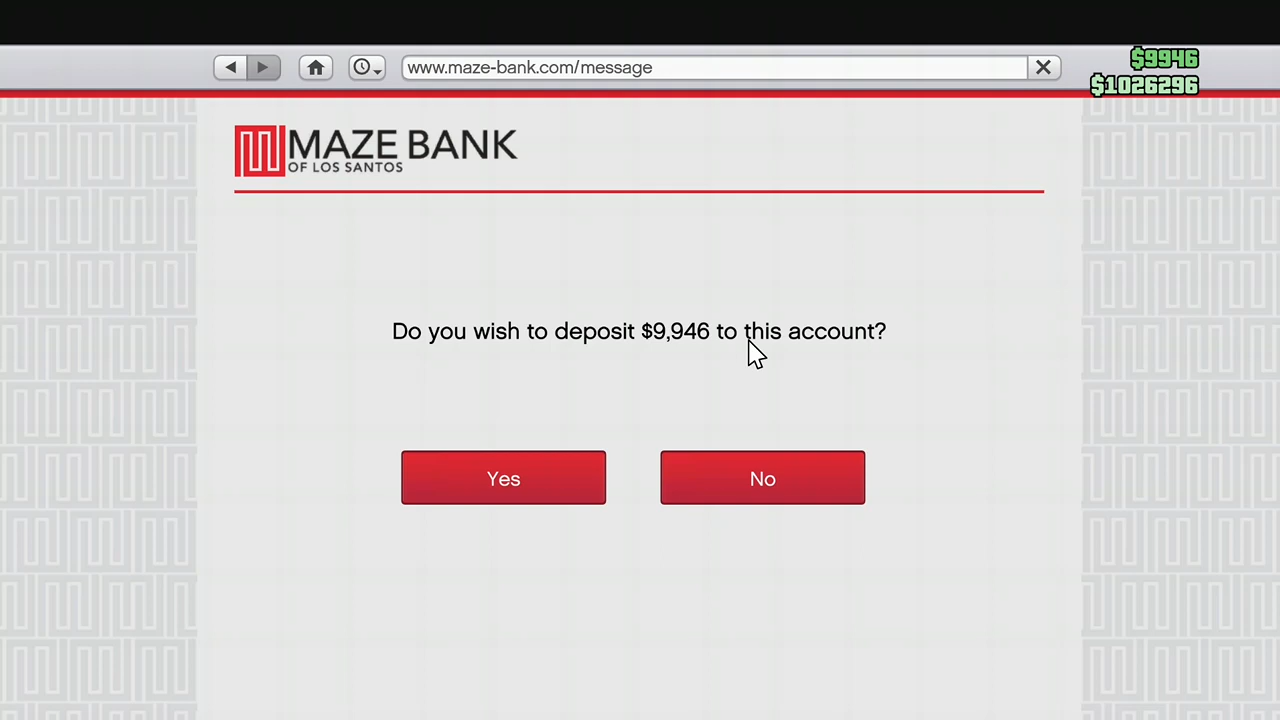 www.maze-bank.com/message
$9946
$1026296
MAZE BANK
OF LOS SANTOS
Do you wish to deposit $9,946 to this account?
Yes
No